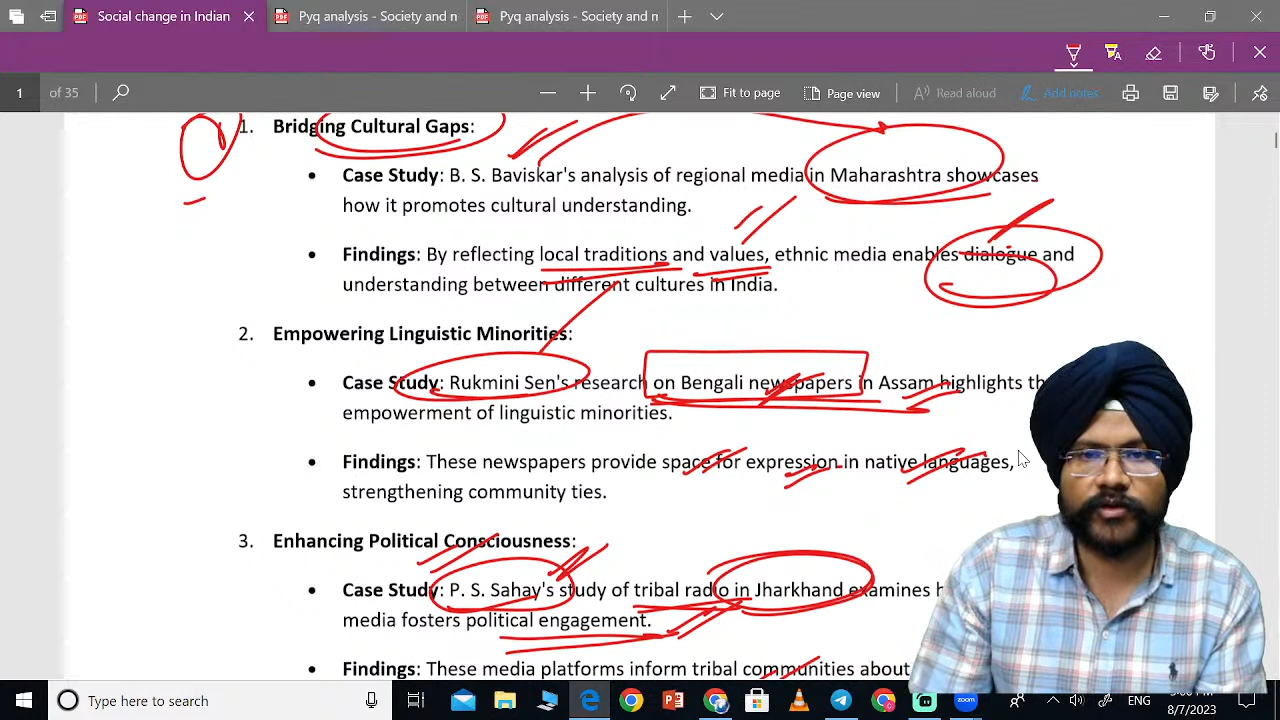 Social change in Indian
Pyq analysis - Society and n
Pyq analysis - Society and n
1
of 35
Fit to page
Page view
Read aloud
Add notes
1. Bridging Cultural Gaps:
• Case Study: B. S. Baviskar's analysis of regional media in Maharashtra showcases
how it promotes cultural understanding.
• Findings: By reflecting local traditions and values, ethnic media enables dialogue and
understanding between different cultures in India.
2. Empowering Linguistic Minorities:
• Case Study: Rukmini Sen's research on Bengali newspapers in Assam highlights
empowerment of linguistic minorities.
• Findings: These newspapers provide space for expression in native languages,
strengthening community ties.
3. Enhancing Political Consciousness:
• Case Study: P. S. Sahay's study of tribal radio in Jharkhand examines
media fosters political engagement.
• Findings: These media platforms inform tribal communities about
Type here to search
zoom
ENG
8/7/2023